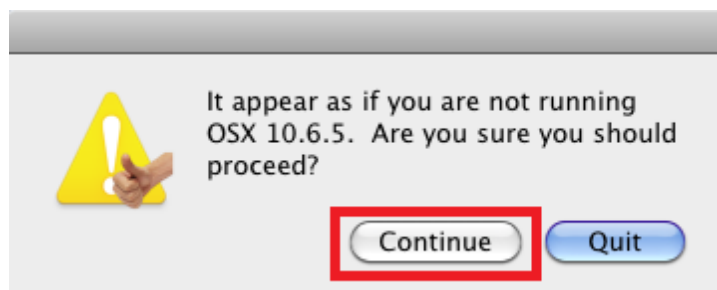 It appear as if you are not running
OSX 10.6.5.  Are you sure you should
proceed?
Continue Quit